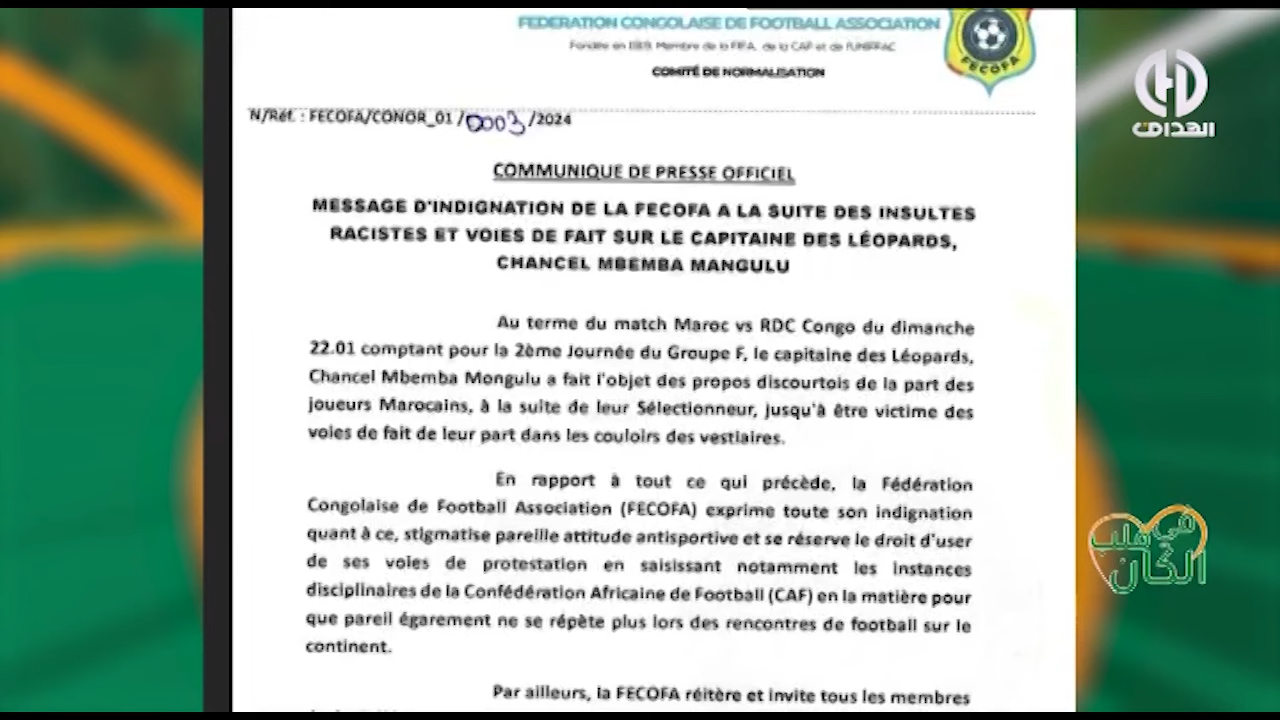 FEDERATION CONGOLAISE DE FOOTBALL ASSOCIATION
Fondée en 1919. Membre de la FIFA, de la CAF et de l'UNIFFAC
COMITÉ DE NORMALISATION
FECOFA
N/Réf. : FECOFA/CONOR_01/0003/2024
COMMUNIQUE DE PRESSE OFFICIEL
MESSAGE D'INDIGNATION DE LA FECOFA A LA SUITE DES INSULTES
RACISTES ET VOIES DE FAIT SUR LE CAPITAINE DES LÉOPARDS,
CHANCEL MBEMBA MANGULU
Au terme du match Maroc vs RDC Congo du dimanche
22.01 comptant pour la 2ème Journée du Groupe F, le capitaine des Léopards,
Chancel Mbemba Mongulu a fait l'objet des propos discourtois de la part des
joueurs Marocains, à la suite de leur Sélectionneur, jusqu'à être victime des
voies de fait de leur part dans les couloirs des vestiaires.
En rapport à tout ce qui précède, la Fédération
Congolaise de Football Association (FECOFA) exprime toute son indignation
quant à ce, stigmatise pareille attitude antisportive et se réserve le droit d'user
de ses voies de protestation en saisissant notamment les instances
disciplinaires de la Confédération Africaine de Football (CAF) en la matière pour
que pareil égarement ne se répète plus lors des rencontres de football sur le
continent.
Par ailleurs, la FECOFA réitère et invite tous les membres
الهداف
في قلب
الكان